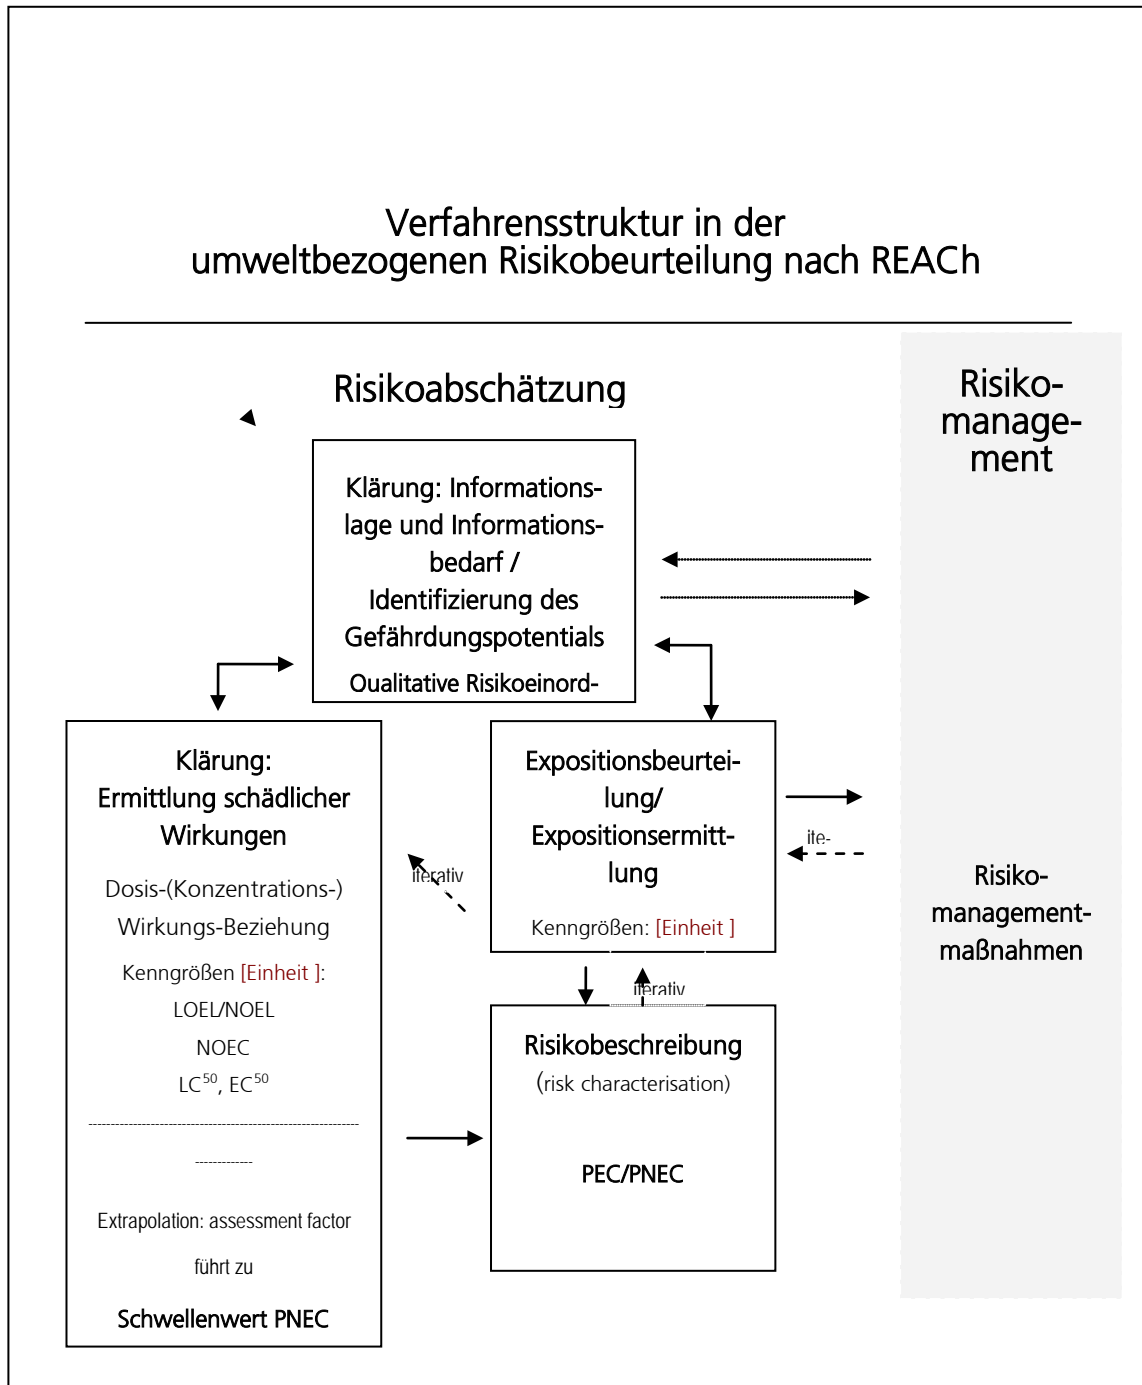 Verfahrensstruktur in der
umweltbezogenen Risikobeurteilung nach REACh
Risikoabschätzung
Risiko-
manage-
ment
Klärung: Informations-
lage und Informations-
bedarf /
Identifizierung des
Gefährdungspotentials
Qualitative Risikoeinord-
Klärung:
Ermittlung schädlicher
Wirkungen
Dosis-(Konzentrations-)
Wirkungs-Beziehung
Kenngrößen [Einheit ]:
LOEL/NOEL
NOEC
LC50, EC50
------------------------------------------------------------
-------------
Extrapolation: assessment factor
führt zu
Schwellenwert PNEC
iterativ
Expositionsbeurtei-
lung/
Expositionsermitt-
lung
Kenngrößen: [Einheit ]
ite-
iterativ
Risikobeschreibung
(risk characterisation)
PEC/PNEC
Risiko-
management-
maßnahmen